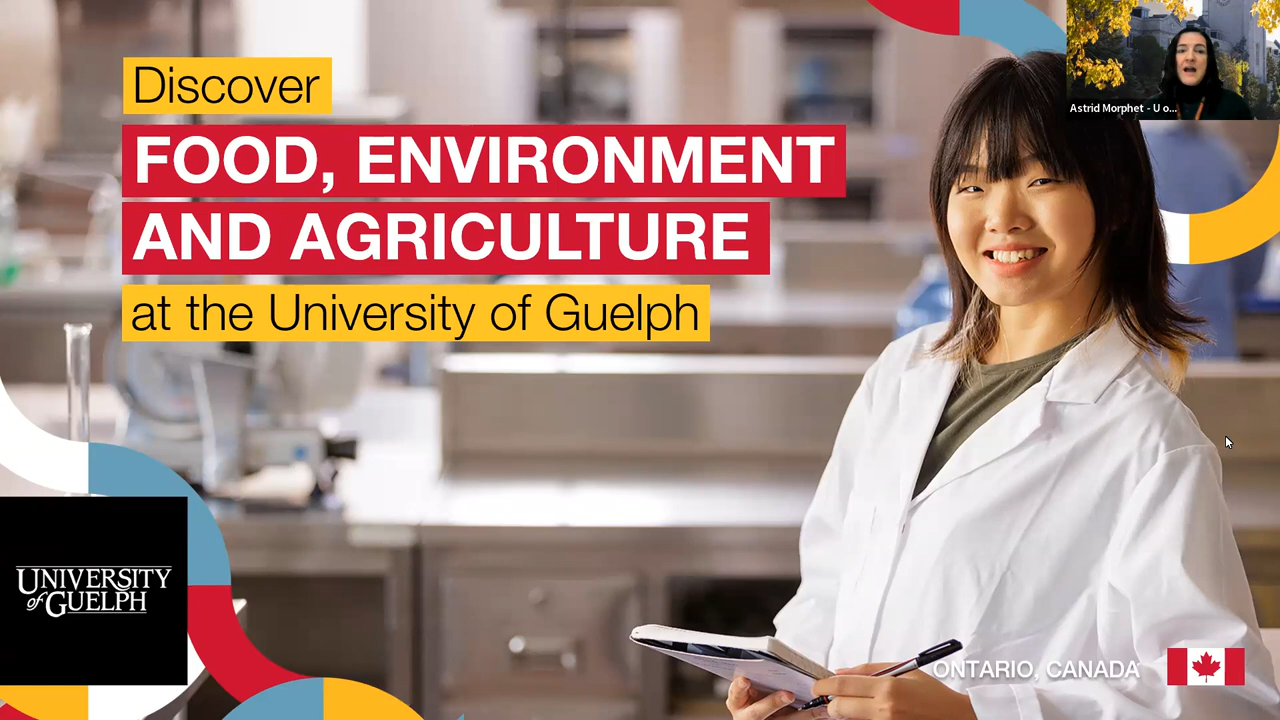 Discover
FOOD, ENVIRONMENT
AND AGRICULTURE
at the University of Guelph
Astrid Morphet - U o...
UNIVERSITY
of GUELPH
ONTARIO, CANADA